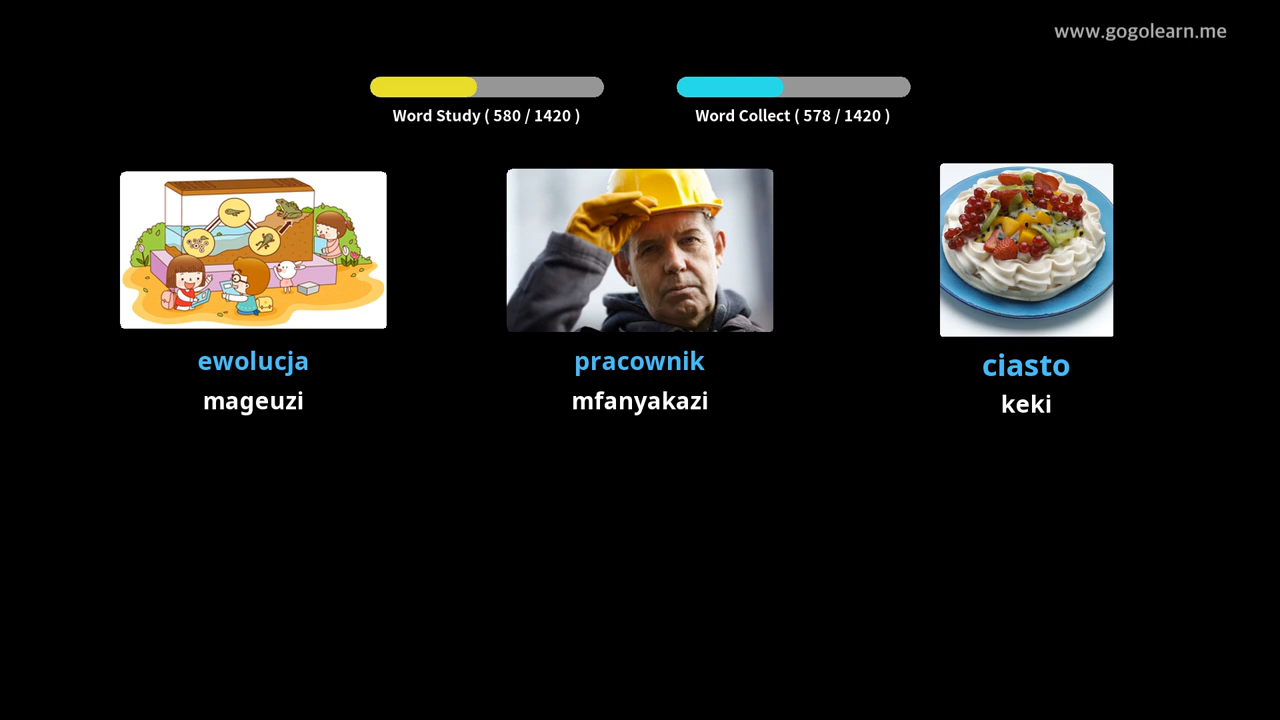 www.gogolearn.me
Word Study ( 580 / 1420 )
Word Collect ( 578 / 1420 )
ewolucja
mageuzi
pracownik
mfanyakazi
ciasto
keki